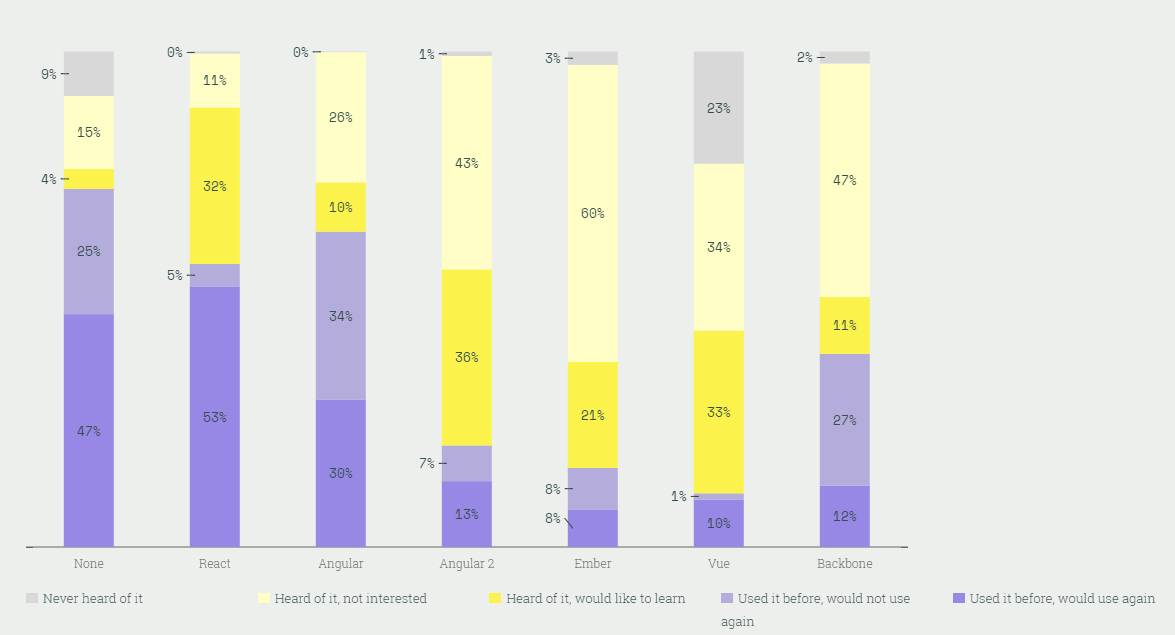 9%
15%
4%
25%
47%
0%
11%
32%
5%
53%
0%
26%
10%
34%
30%
1%
43%
36%
7%
13%
3%
60%
21%
8%
8%
23%
34%
33%
1%
10%
2%
47%
11%
27%
12%
None
React
Angular
Angular 2
Ember
Vue
Backbone
Never heard of it
Heard of it, not interested
Heard of it, would like to learn
Used it before, would not use
again
Used it before, would use again